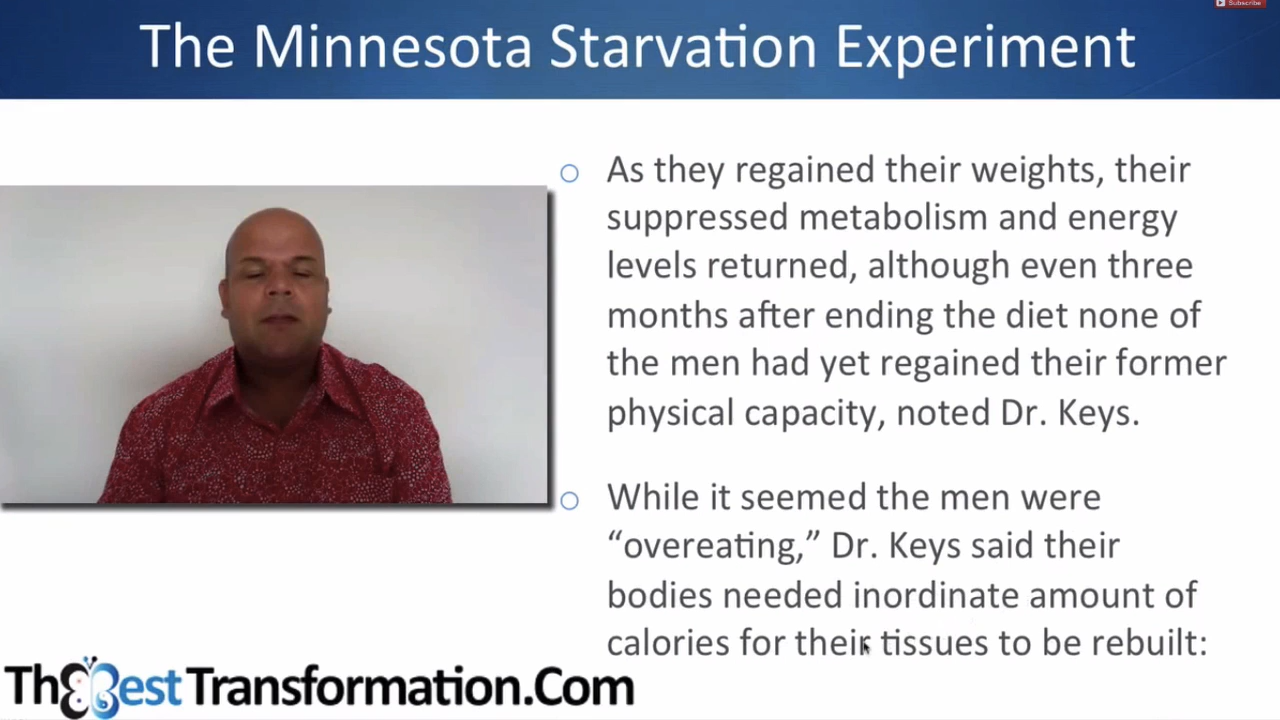 Subscribe
The Minnesota Starvation Experiment
As they regained their weights, their
suppressed metabolism and energy
levels returned, although even three
months after ending the diet none of
the men had yet regained their former
physical capacity, noted Dr. Keys.
While it seemed the men were
“overeating,” Dr. Keys said their
bodies needed inordinate amount of
calories for their tissues to be rebuilt:
TheBestTransformation.Com